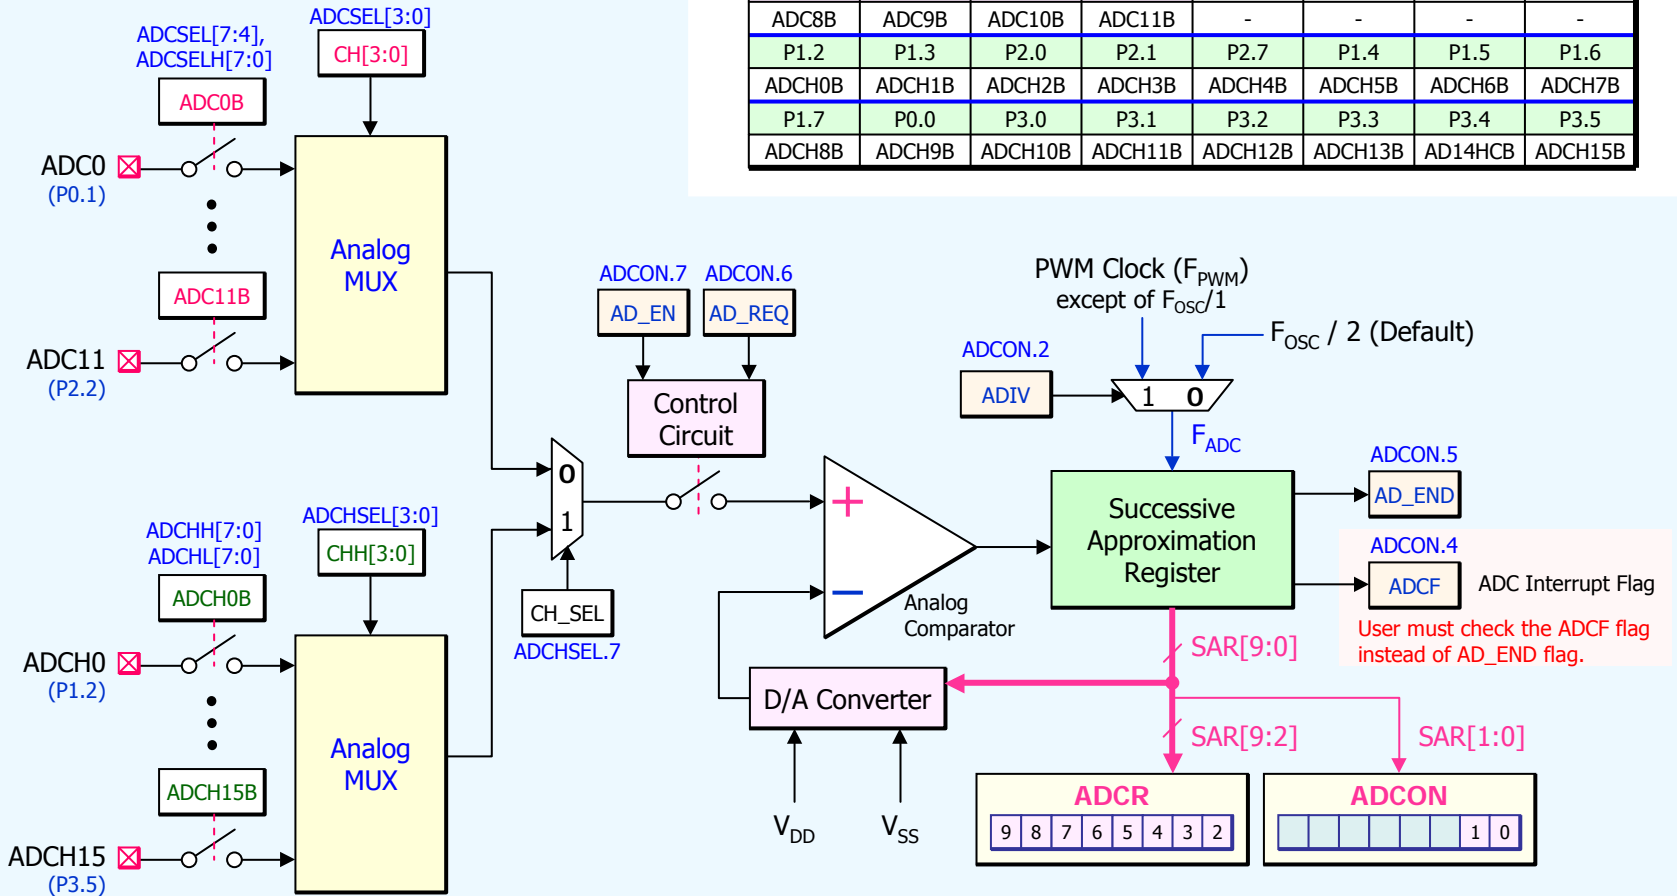 ADC8B ADC9B ADC10B ADC11B - - - -
P1.2 P1.3 P2.0 P2.1 P2.7 P1.4 P1.5 P1.6
ADCH0B ADCH1B ADCH2B ADCH3B ADCH4B ADCH5B ADCH6B ADCH7B
P1.7 P0.0 P3.0 P3.1 P3.2 P3.3 P3.4 P3.5
ADCH8B ADCH9B ADCH10B ADCH11B ADCH12B ADCH13B AD14HCB ADCH15B
ADCSEL[3:0]
CH[3:0]
ADCSEL[7:4],
ADCSELH[7:0]
ADC0B
ADC0
(P0.1)
ADC11B
ADC11
(P2.2)
Analog
MUX
ADCON.7 ADCON.6
AD_EN AD_REQ
Control
Circuit
PWM Clock (FPWM)
except of FOSC/1
FOSC / 2 (Default)
ADCON.2
ADIV
1 0
FADC
ADCHSEL[3:0]
CHH[3:0]
ADCHH[7:0]
ADCHL[7:0]
ADCH0B
ADCH0
(P1.2)
ADCH15B
ADCH15
(P3.5)
Analog
MUX
0
1
CH_SEL
ADCHSEL.7
+
−
Analog
Comparator
Successive
Approximation
Register
ADCON.5
AD_END
ADCON.4
ADCF
ADC Interrupt Flag
User must check the ADCF flag
instead of AD_END flag.
SAR[9:0]
D/A Converter
VDD VSS
SAR[9:2] SAR[1:0]
ADCR
9 8 7 6 5 4 3 2
ADCON
1 0